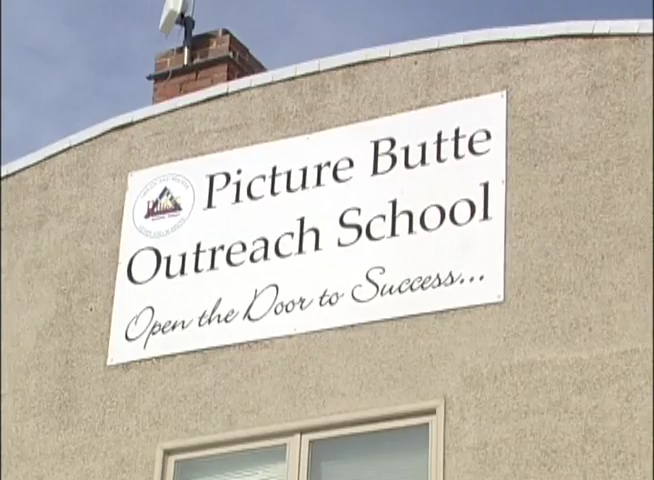 Picture Butte
Outreach School
Open the Door to Success...